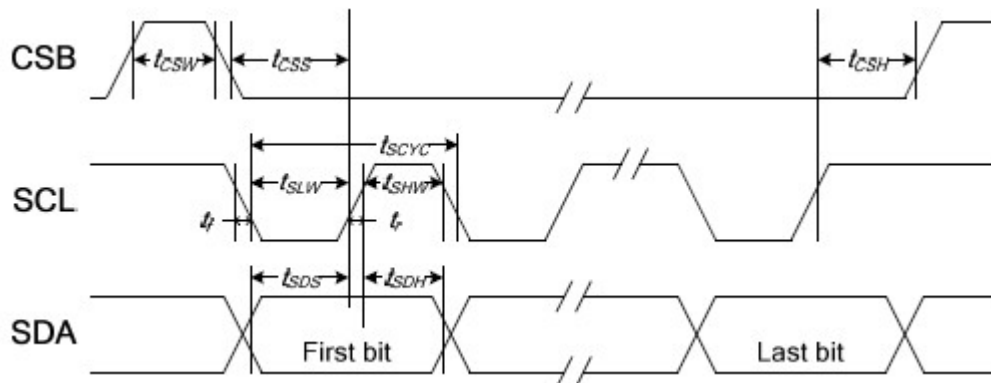 CSB
tCSW
tCSS
tCSH
tSCYC
SCL
tSLW
tSHW
tf
tr
tSDS
tSDH
SDA
First bit
Last bit